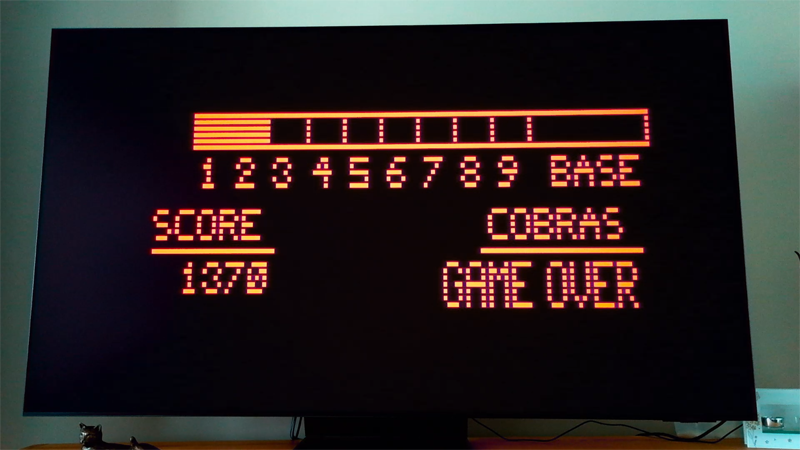 1 2 3 4 5 6 7 8 9 BASE
SCORE COBRAS
1370 GAME OVER